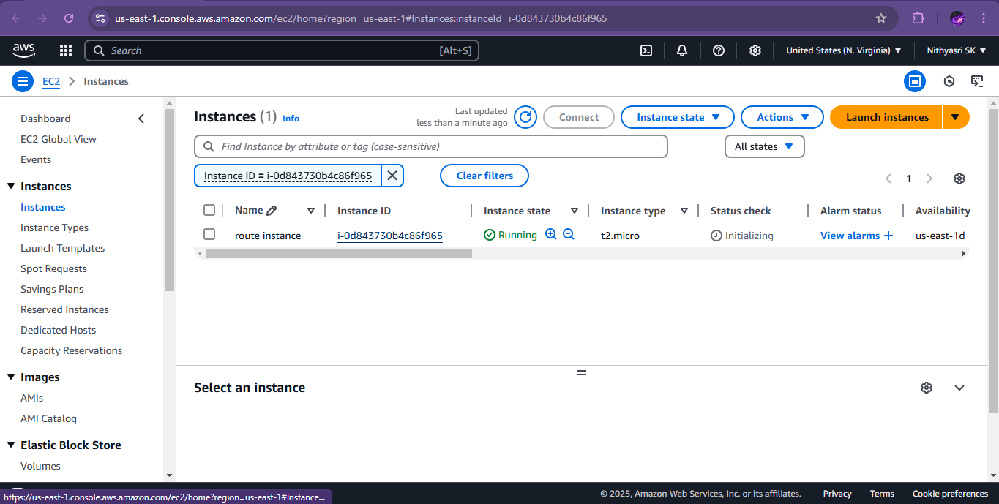 us-east-1.console.aws.amazon.com/ec2/home?region=us-east-1#Instances:instanceId=i-0d843730b4c86f965
aws
Search
[Alt+S]
United States (N. Virginia)
Nithyasri SK
EC2
Instances
Dashboard
EC2 Global View
Events
Instances
Instances
Instance Types
Launch Templates
Spot Requests
Savings Plans
Reserved Instances
Dedicated Hosts
Capacity Reservations
Images
AMIs
AMI Catalog
Elastic Block Store
Volumes
Instances (1) Info
Last updated
less than a minute ago
Connect
Instance state
Actions
Launch instances
Find Instance by attribute or tag (case-sensitive)
All states
Instance ID = i-0d843730b4c86f965
Clear filters
1
Name Instance ID Instance state Instance type Status check Alarm status Availability
route instance i-0d843730b4c86f965 Running t2.micro Initializing View alarms + us-east-1d
Select an instance
https://us-east-1.console.aws.amazon.com/ec2/home?region=us-east-1#Instance...
© 2025, Amazon Web Services, Inc. or its affiliates.
Privacy
Terms
Cookie preferences